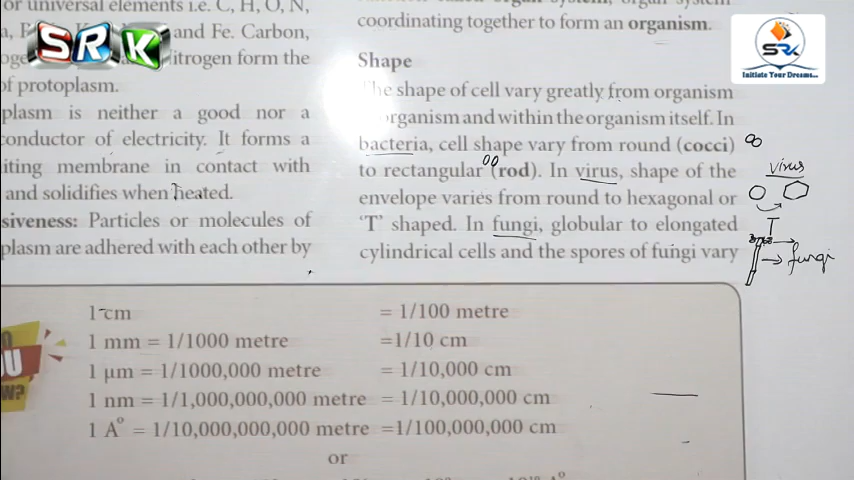 or universal elements i.e. C, H, O, N,
and Fe. Carbon,
itrogen form the
of protoplasm.
plasm is neither a good nor a
conductor of electricity. It forms a
iting membrane in contact with
and solidifies when heated.
siveness: Particles or molecules of
plasm are adhered with each other by
coordinating together to form an organism.
Shape
The shape of cell vary greatly from organism
organism and within the organism itself. In
bacteria, cell shape vary from round (cocci)
to rectangular (rod). In virus, shape of the
envelope varies from round to hexagonal or
‘T’ shaped. In fungi, globular to elongated
cylindrical cells and the spores of fungi vary
SRK
SRK
Initiate Your Dreams...
virus
T
fungi
1 cm = 1/100 metre
1 mm = 1/1000 metre =1/10 cm
1 µm = 1/1000,000 metre = 1/10,000 cm
1 nm = 1/1,000,000,000 metre = 1/10,000,000 cm
1 A° = 1/10,000,000,000 metre =1/100,000,000 cm
or